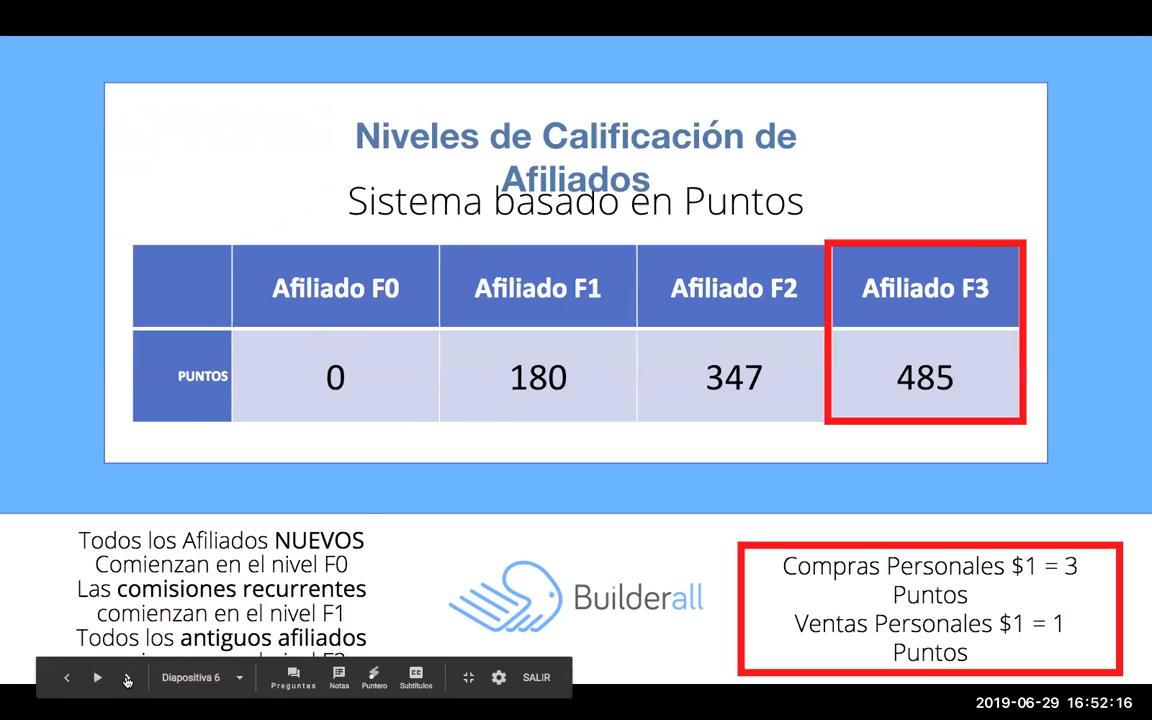 Niveles de Calificación de
Afiliados
Sistema basado en Puntos
Afiliado F0 Afiliado F1 Afiliado F2 Afiliado F3
PUNTOS 0 180 347 485
Todos los Afiliados NUEVOS
Comienzan en el nivel F0
Las comisiones recurrentes
comienzan en el nivel F1
Todos los antiguos afiliados
Builderall
Compras Personales $1 = 3
Puntos
Ventas Personales $1 = 1
Puntos
Diapositiva 6 Preguntas Notas Puntero CC Subtítulos SALIR
2019-06-29 16:52:16